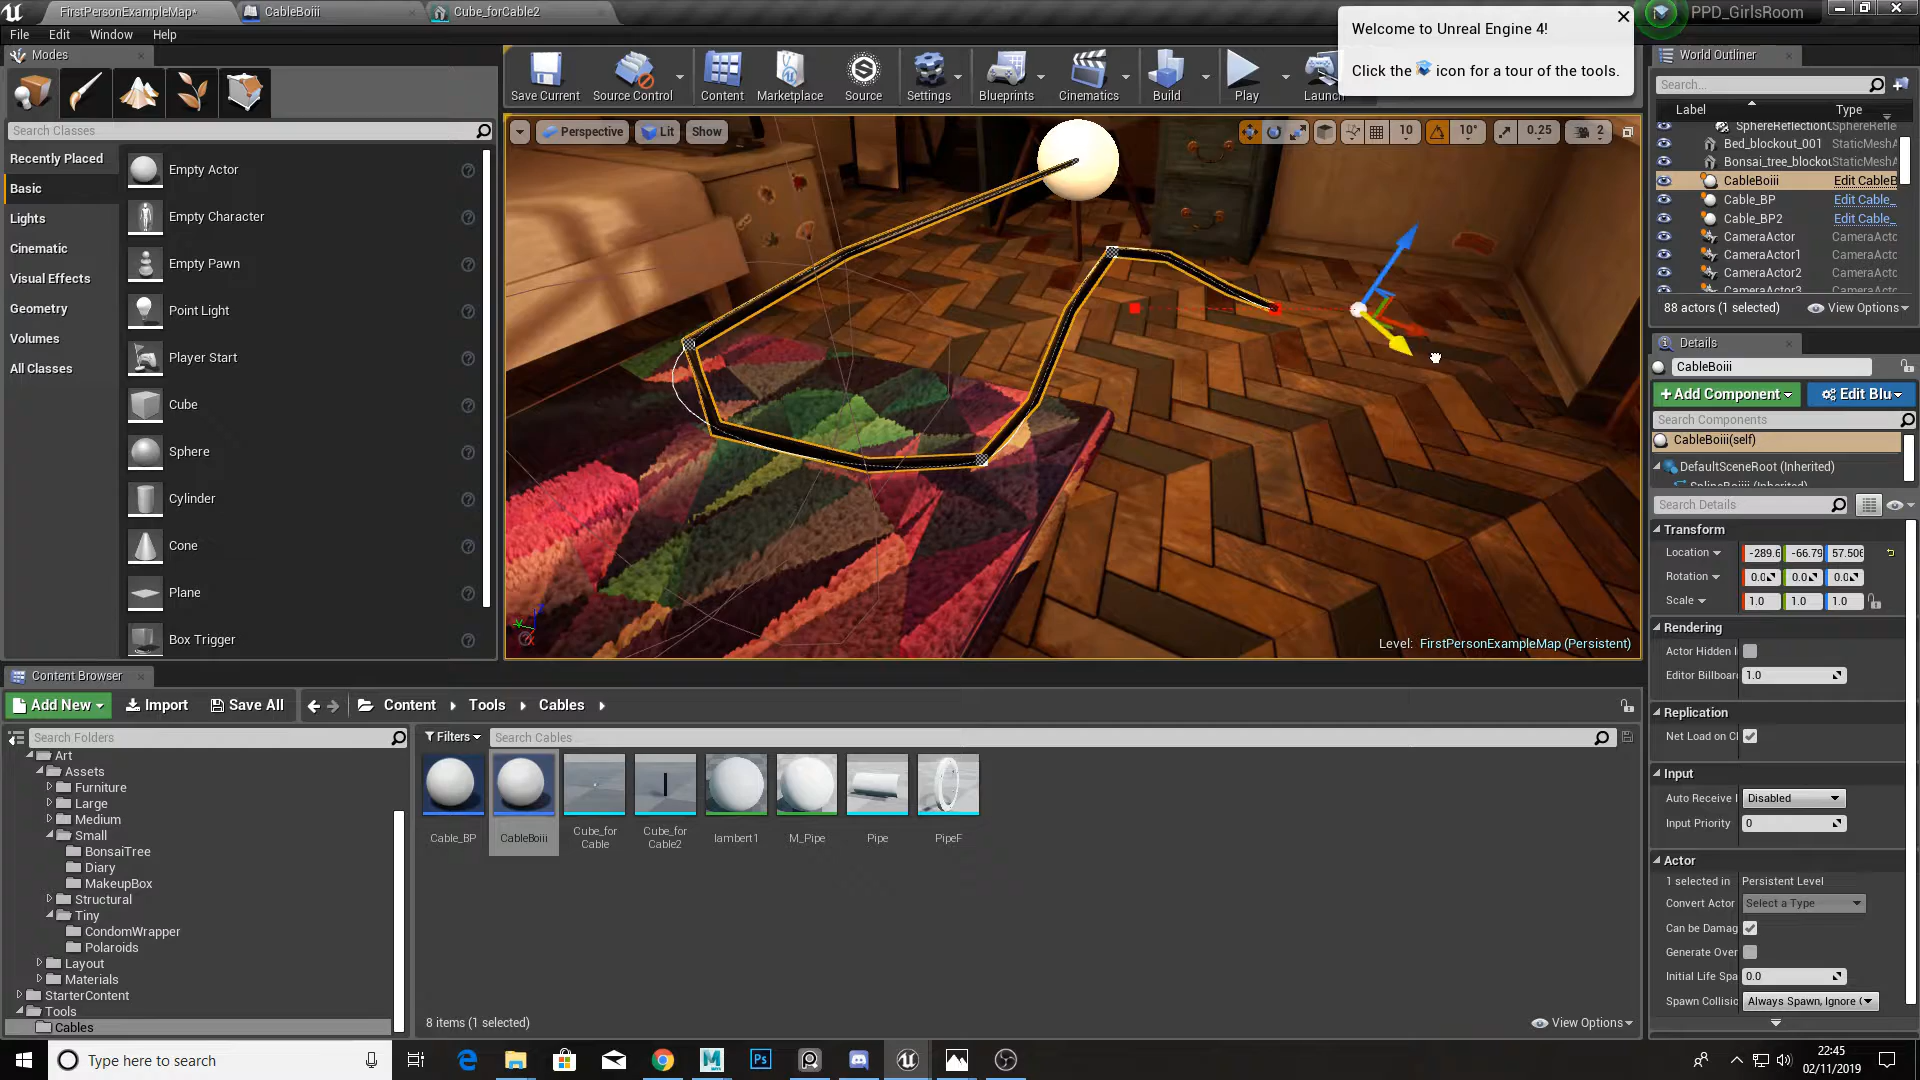 FirstPersonExampleMap*
CableBoiii
Cube_forCable2
PPD_GirlsRoom
File Edit Window Help
Welcome to Unreal Engine 4!
Click the icon for a tour of the tools.
Modes
Save Current
Source Control
Content
Marketplace
Source
Settings
Blueprints
Cinematics
Build
Play
Launch
Search Classes
Recently Placed
Basic
Lights
Cinematic
Visual Effects
Geometry
Volumes
All Classes
Empty Actor
Empty Character
Empty Pawn
Point Light
Player Start
Cube
Sphere
Cylinder
Cone
Plane
Box Trigger
Perspective
Lit
Show
10
10°
0.25
2
Level: FirstPersonExampleMap (Persistent)
World Outliner
Search...
Label Type
SphereReflectionC SphereRefle
Bed_blockout_001 StaticMeshA
Bonsai_tree_blockou StaticMeshA
CableBoiii Edit CableB
Cable_BP Edit Cable_
Cable_BP2 Edit Cable_
CameraActor CameraActo
CameraActor1 CameraActo
CameraActor2 CameraActo
CameraActor3 CameraActo
88 actors (1 selected) View Options
Details
CableBoiii
Add Component Edit Blu
Search Components
CableBoiii(self)
DefaultSceneRoot (Inherited)
SplineBoiiii (Inherited)
Search Details
Transform
Location -289.6 -66.79 57.506
Rotation 0.0 0.0 0.0
Scale 1.0 1.0 1.0
Rendering
Actor Hidden I
Editor Billboar 1.0
Replication
Net Load on Cl
Input
Auto Receive I Disabled
Input Priority 0
Actor
1 selected in Persistent Level
Convert Actor Select a Type
Can be Damag
Generate Over
Initial Life Spa 0.0
Spawn Collisio Always Spawn, Ignore (
Content Browser
Add New Import Save All Content Tools Cables
Search Folders
Filters Search Cables
Art
Assets
Furniture
Large
Medium
Small
BonsaiTree
Diary
MakeupBox
Structural
Tiny
CondomWrapper
Polaroids
Layout
Materials
StarterContent
Tools
Cables
Cable_BP
CableBoiii
Cube_for
Cable
Cube_for
Cable2
lambert1
M_Pipe
Pipe
PipeF
8 items (1 selected)
View Options
Type here to search
22:45
02/11/2019